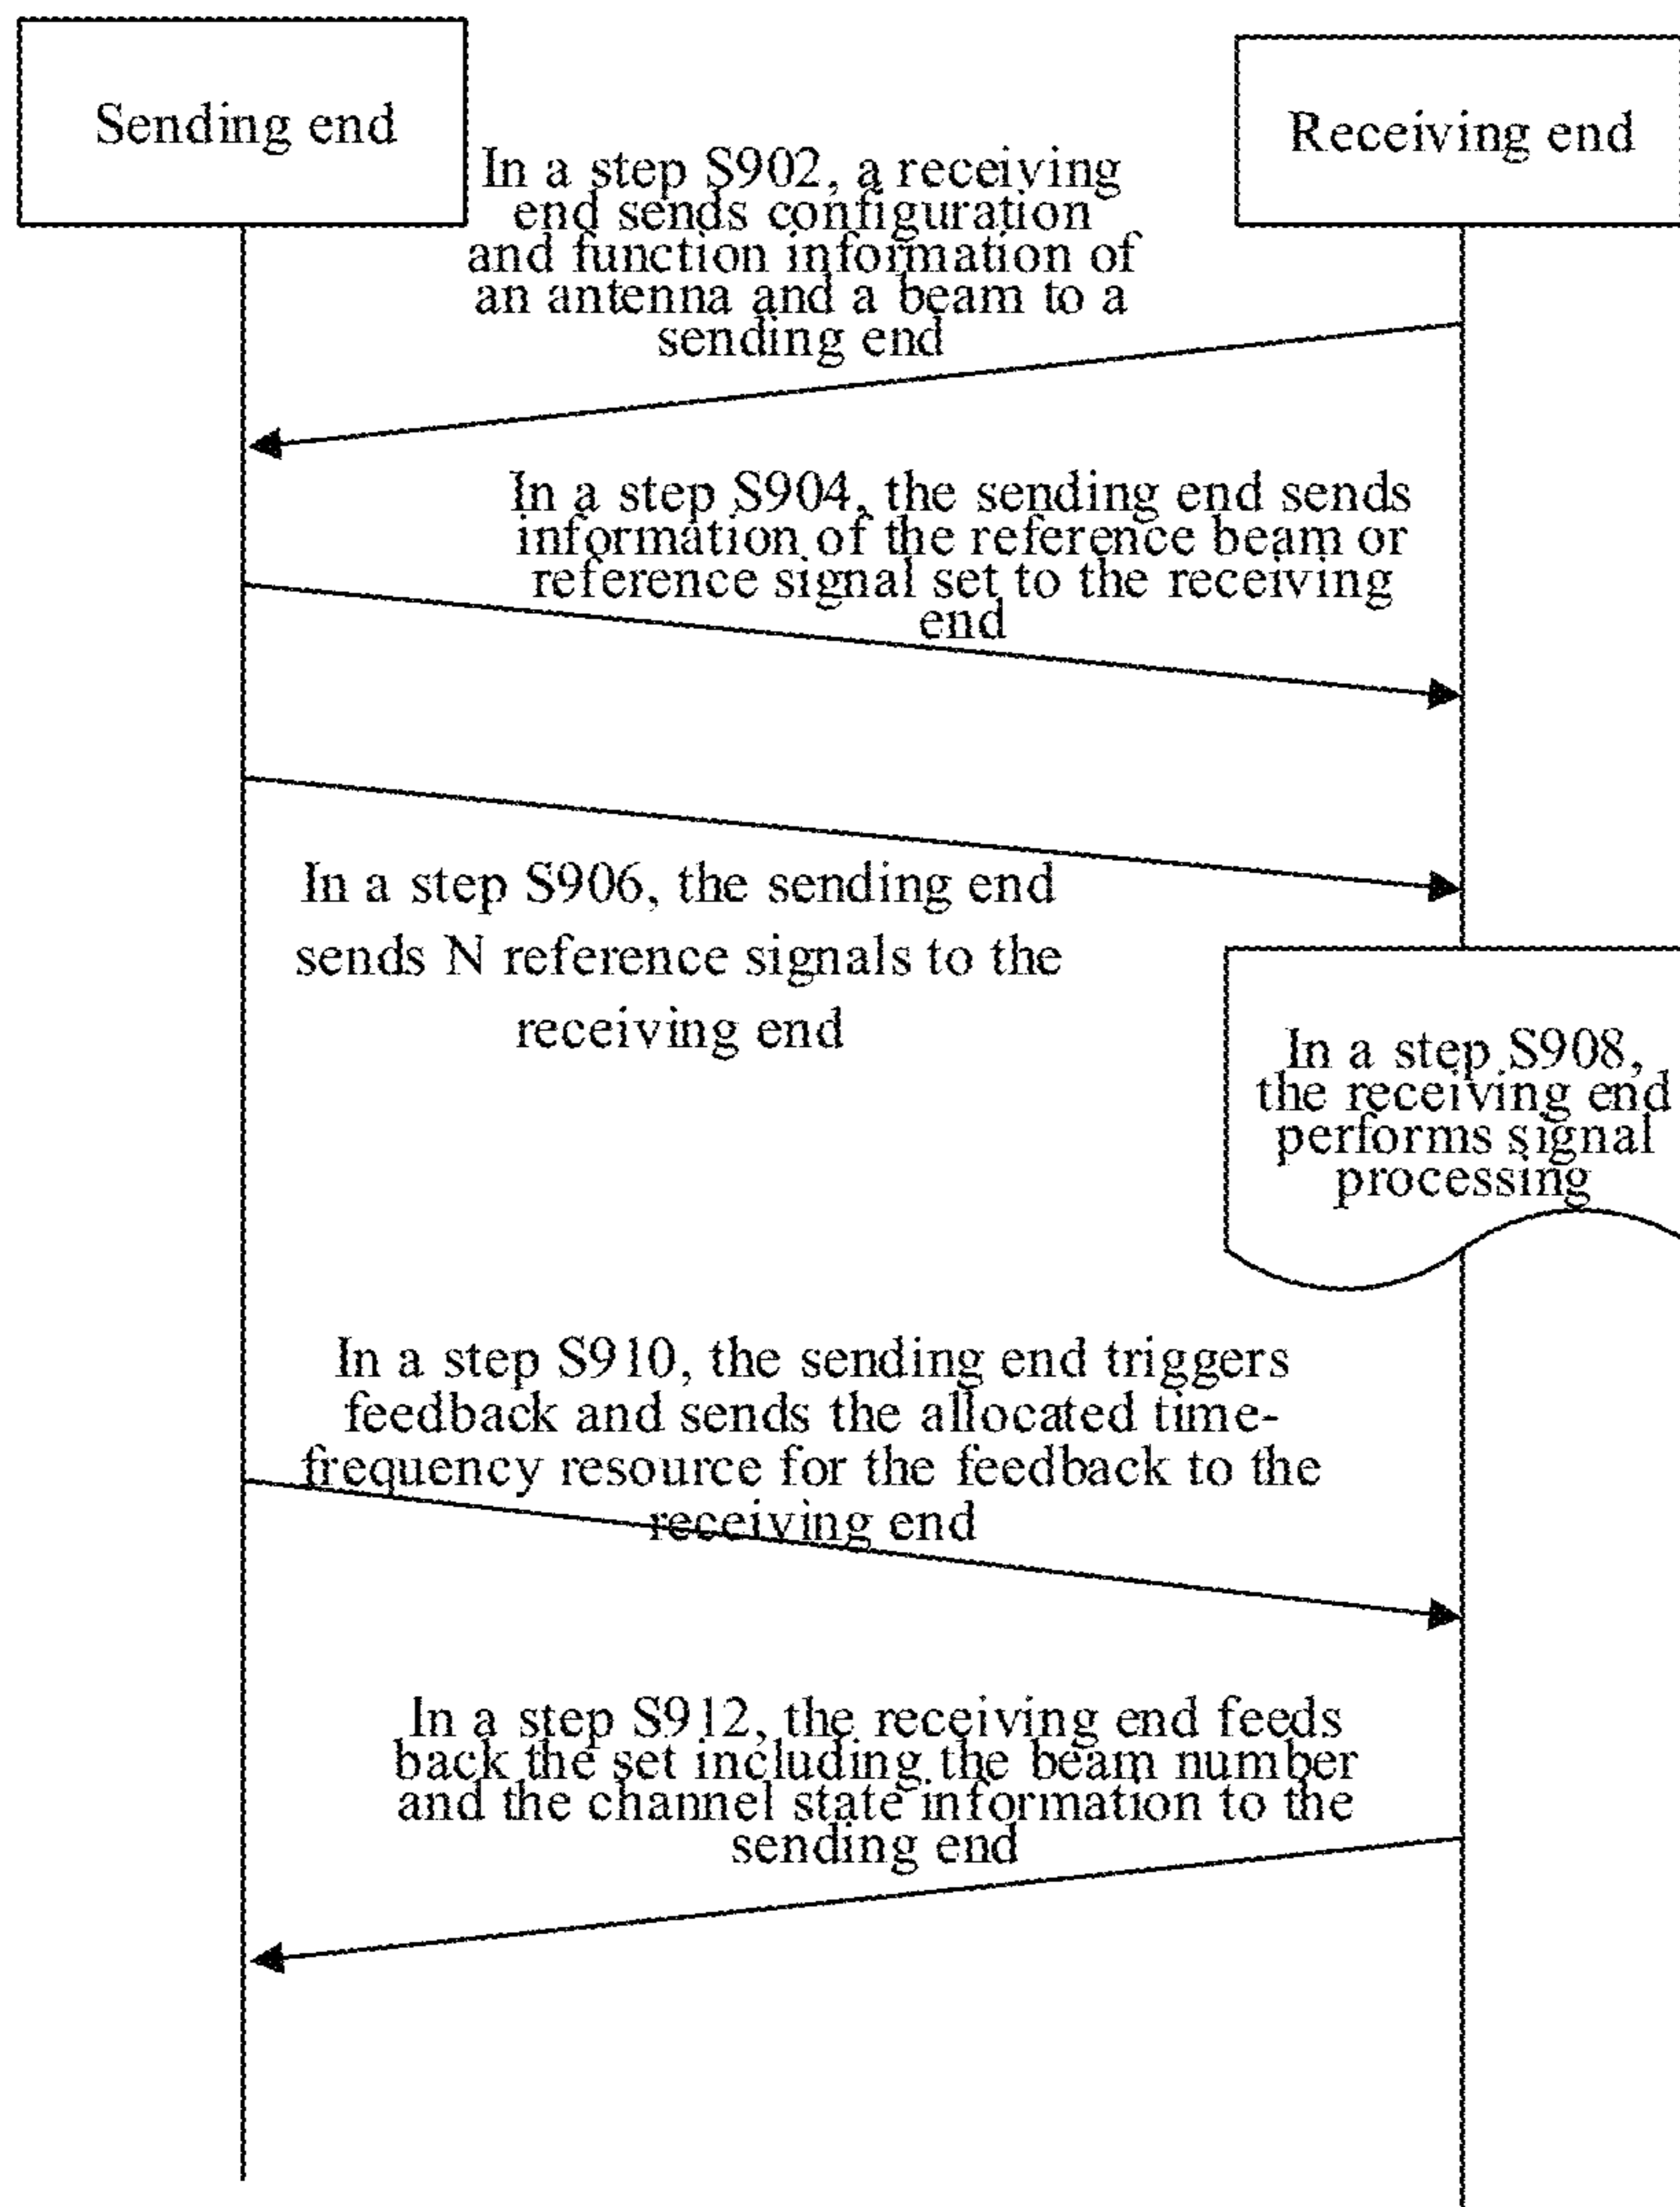 Sending end
Receiving end
In a step S902, a receiving
end sends configuration
and function information of
an antenna and a beam to a
sending end
In a step S904, the sending end sends
information of the reference beam or
reference signal set to the receiving
end
In a step S906, the sending end
sends N reference signals to the
receiving end
In a step S908,
the receiving end
performs signal
processing
In a step S910, the sending end triggers
feedback and sends the allocated time-
frequency resource for the feedback to the
receiving end
In a step S912, the receiving end feeds
back the set including the beam number
and the channel state information to the
sending end